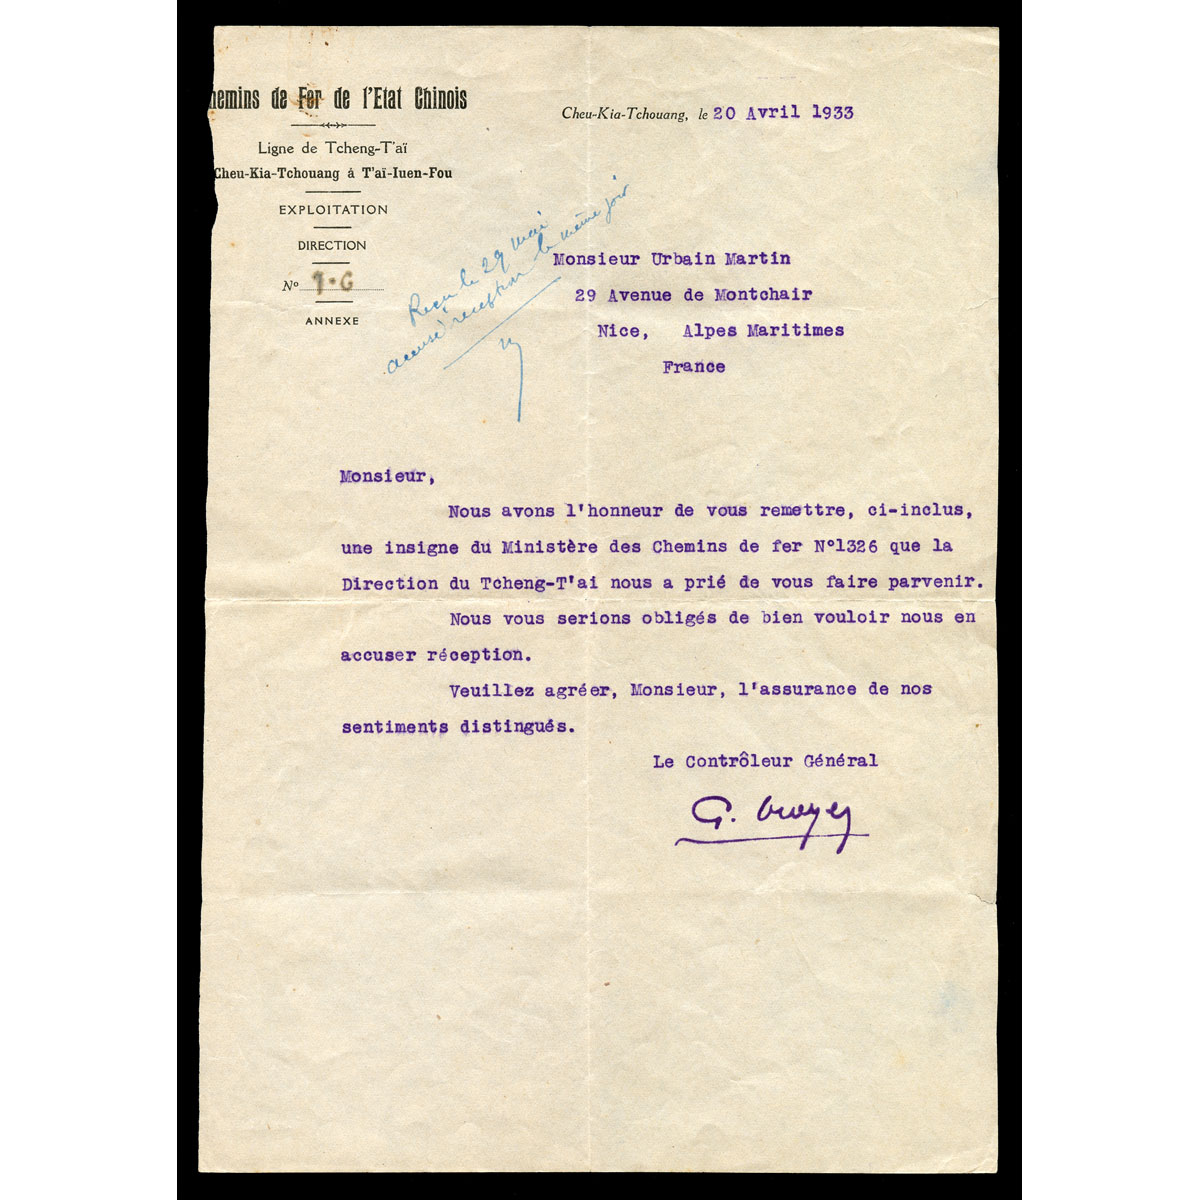 hemins de Fer de l'Etat Chinois
Ligne de Tcheng-T'aï
Cheu-Kia-Tchouang à T'aï-Iuen-Fou
EXPLOITATION
DIRECTION
Nº 1-G
ANNEXE
Cheu-Kia-Tchouang, le 20 Avril 1933
Reçu le 29 mai
accusé réception le même jour
Monsieur Urbain Martin
29 Avenue de Montchair
Nice, Alpes Maritimes
France
Monsieur,
Nous avons l'honneur de vous remettre, ci-inclus,
une insigne du Ministère des Chemins de fer N°1326 que la
Direction du Tcheng-T'ai nous a prié de vous faire parvenir.
Nous vous serions obligés de bien vouloir nous en
accuser réception.
Veuillez agréer, Monsieur, l'assurance de nos
sentiments distingués.
Le Contrôleur Général
G.